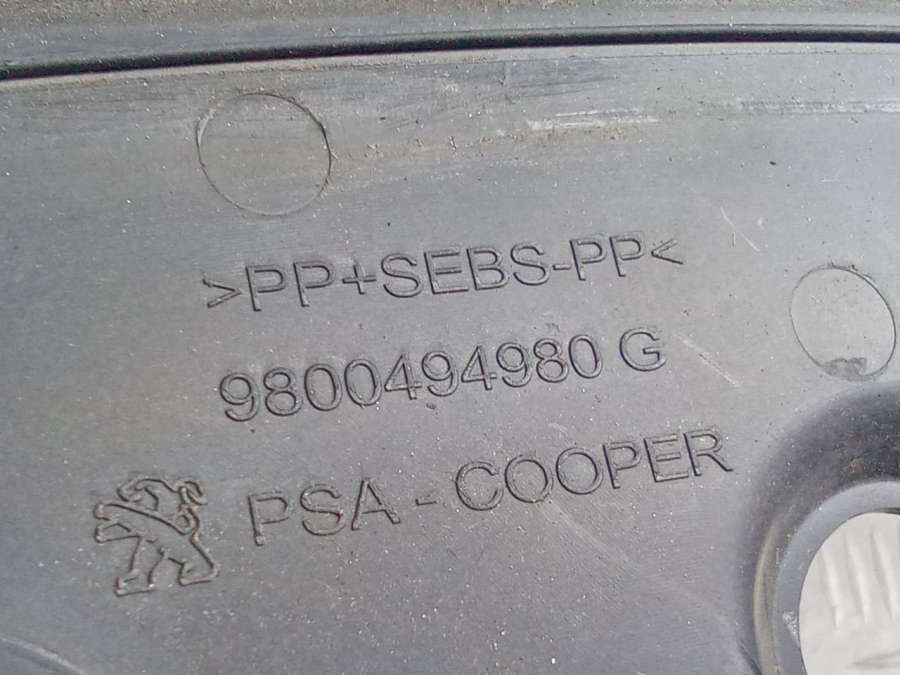 >PP+SEBS-PP<
9800494980 G
PSA - COOPER